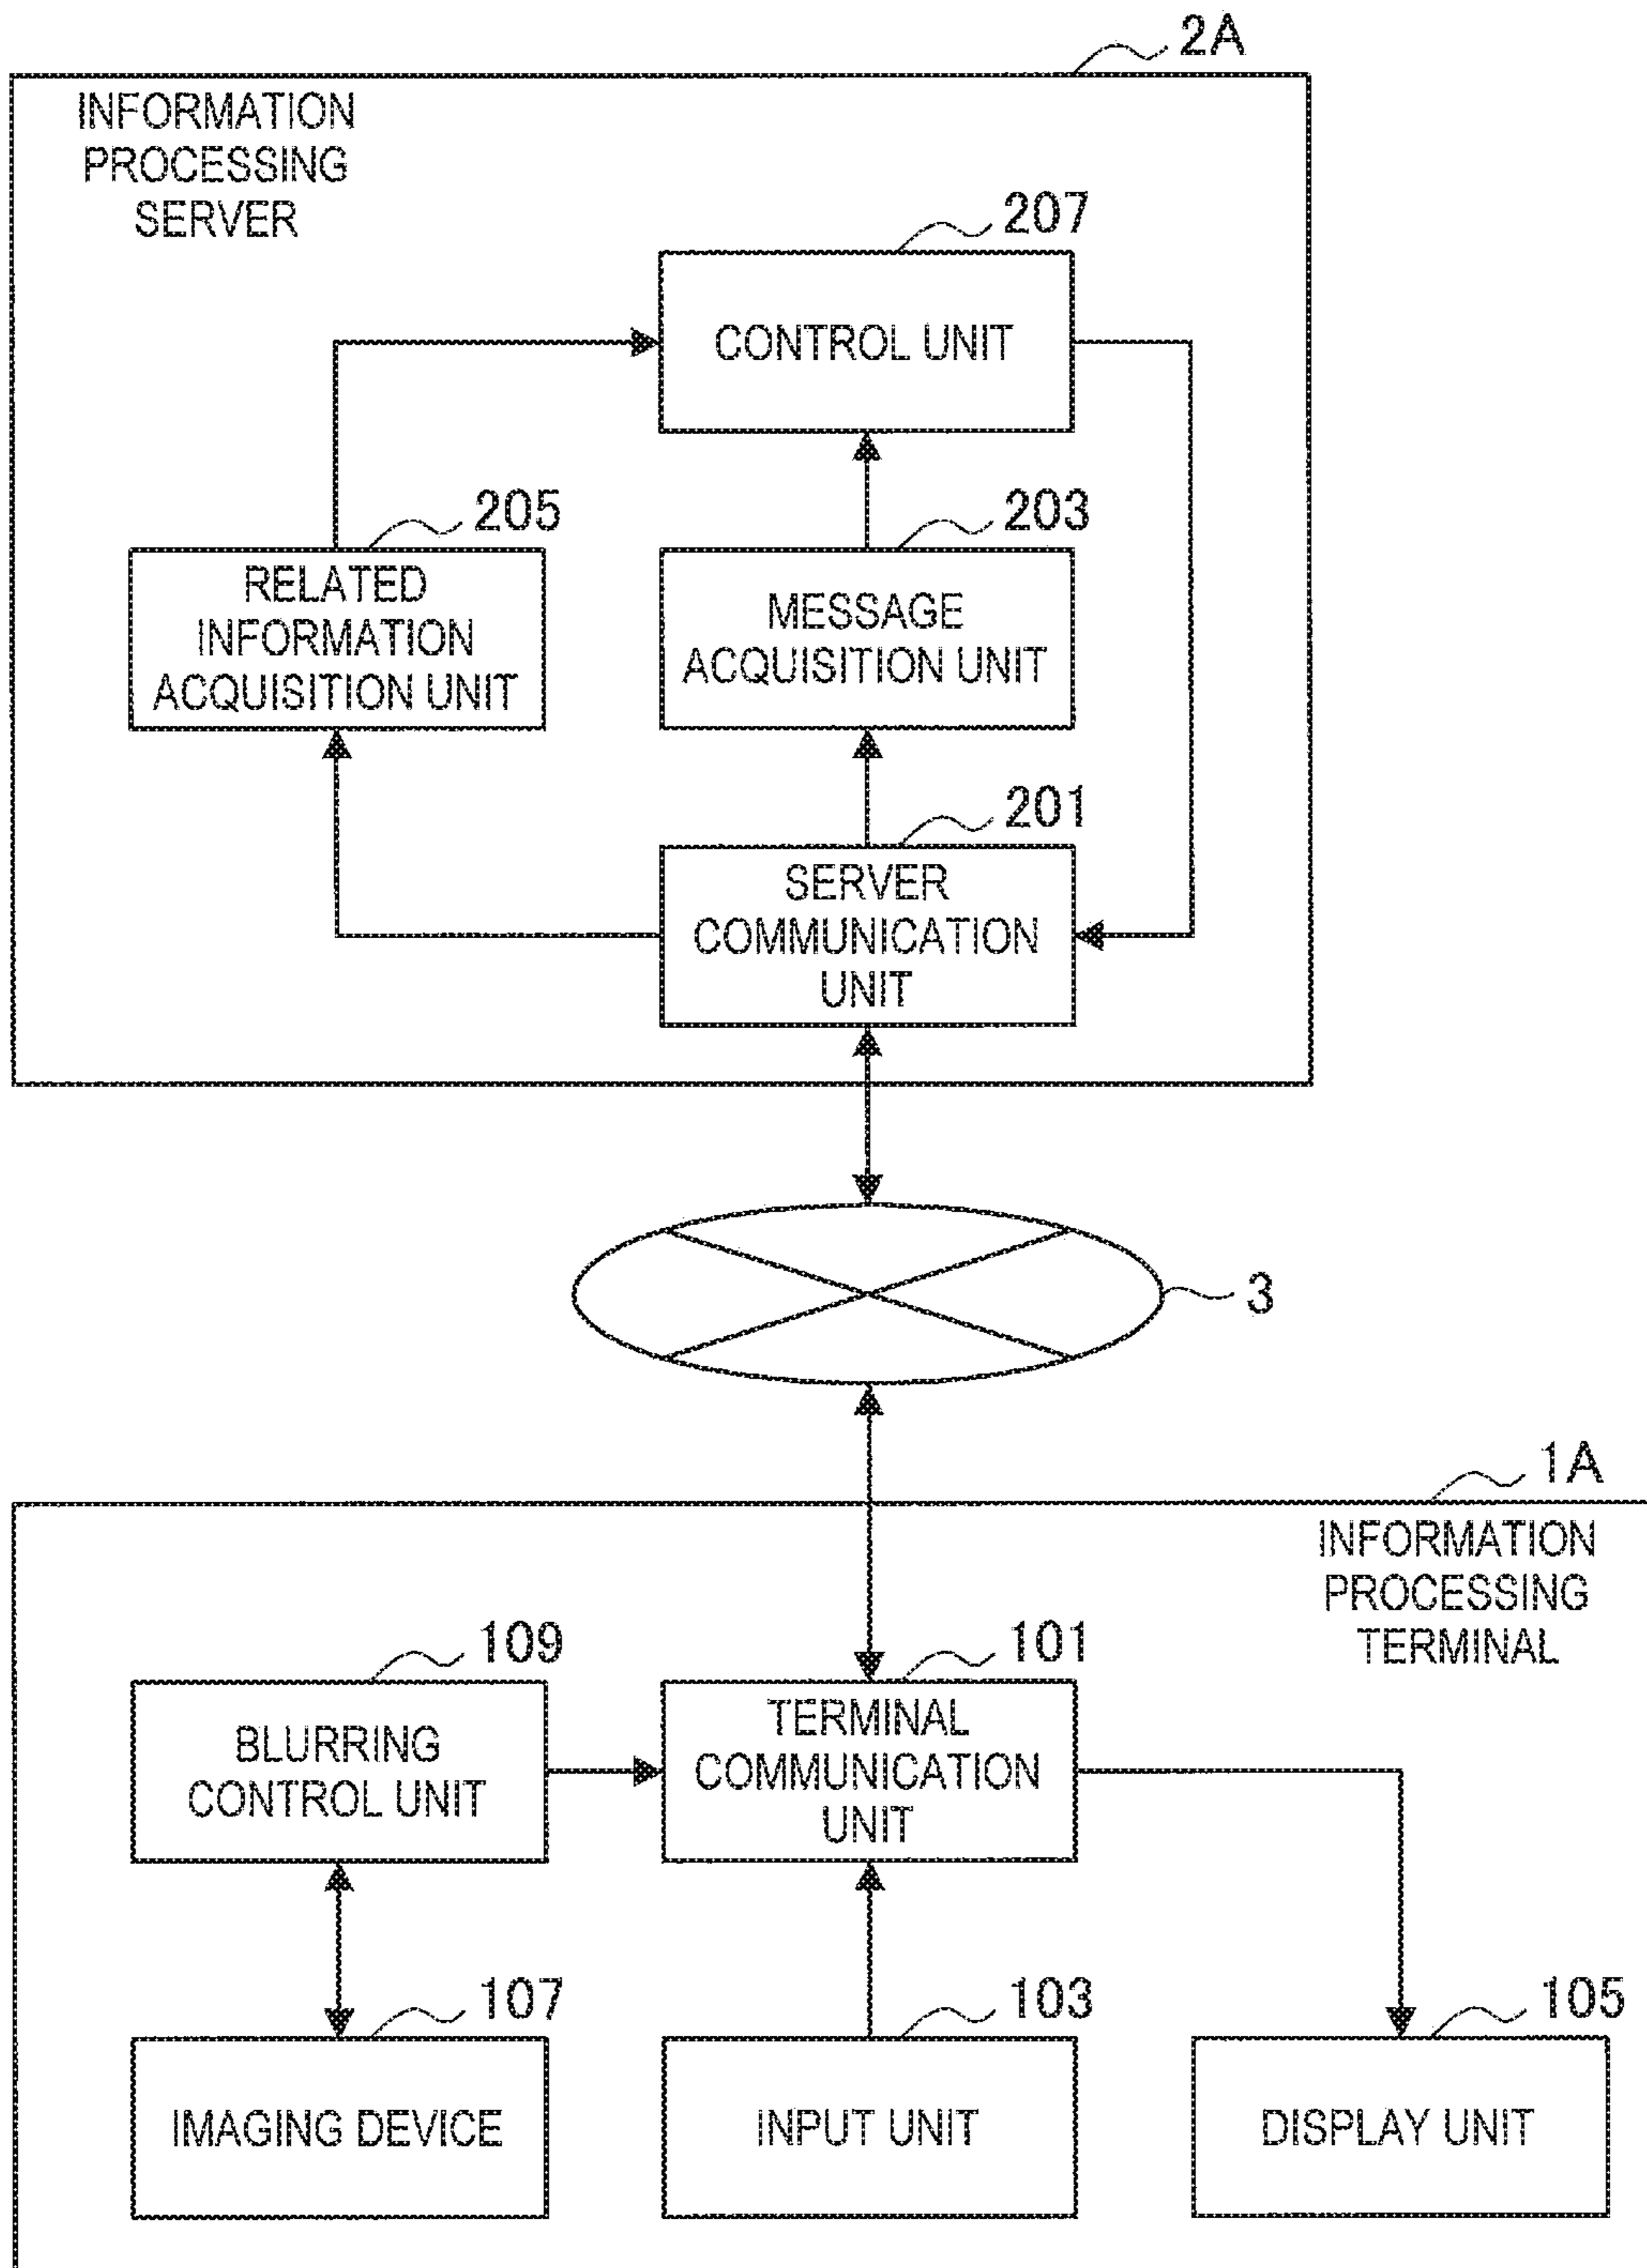 2A
INFORMATION
PROCESSING
SERVER
207
CONTROL UNIT
205
203
RELATED
INFORMATION
ACQUISITION UNIT
MESSAGE
ACQUISITION UNIT
201
SERVER
COMMUNICATION
UNIT
3
1A
INFORMATION
PROCESSING
TERMINAL
109
101
BLURRING
CONTROL UNIT
TERMINAL
COMMUNICATION
UNIT
107
103
105
IMAGING DEVICE
INPUT UNIT
DISPLAY UNIT